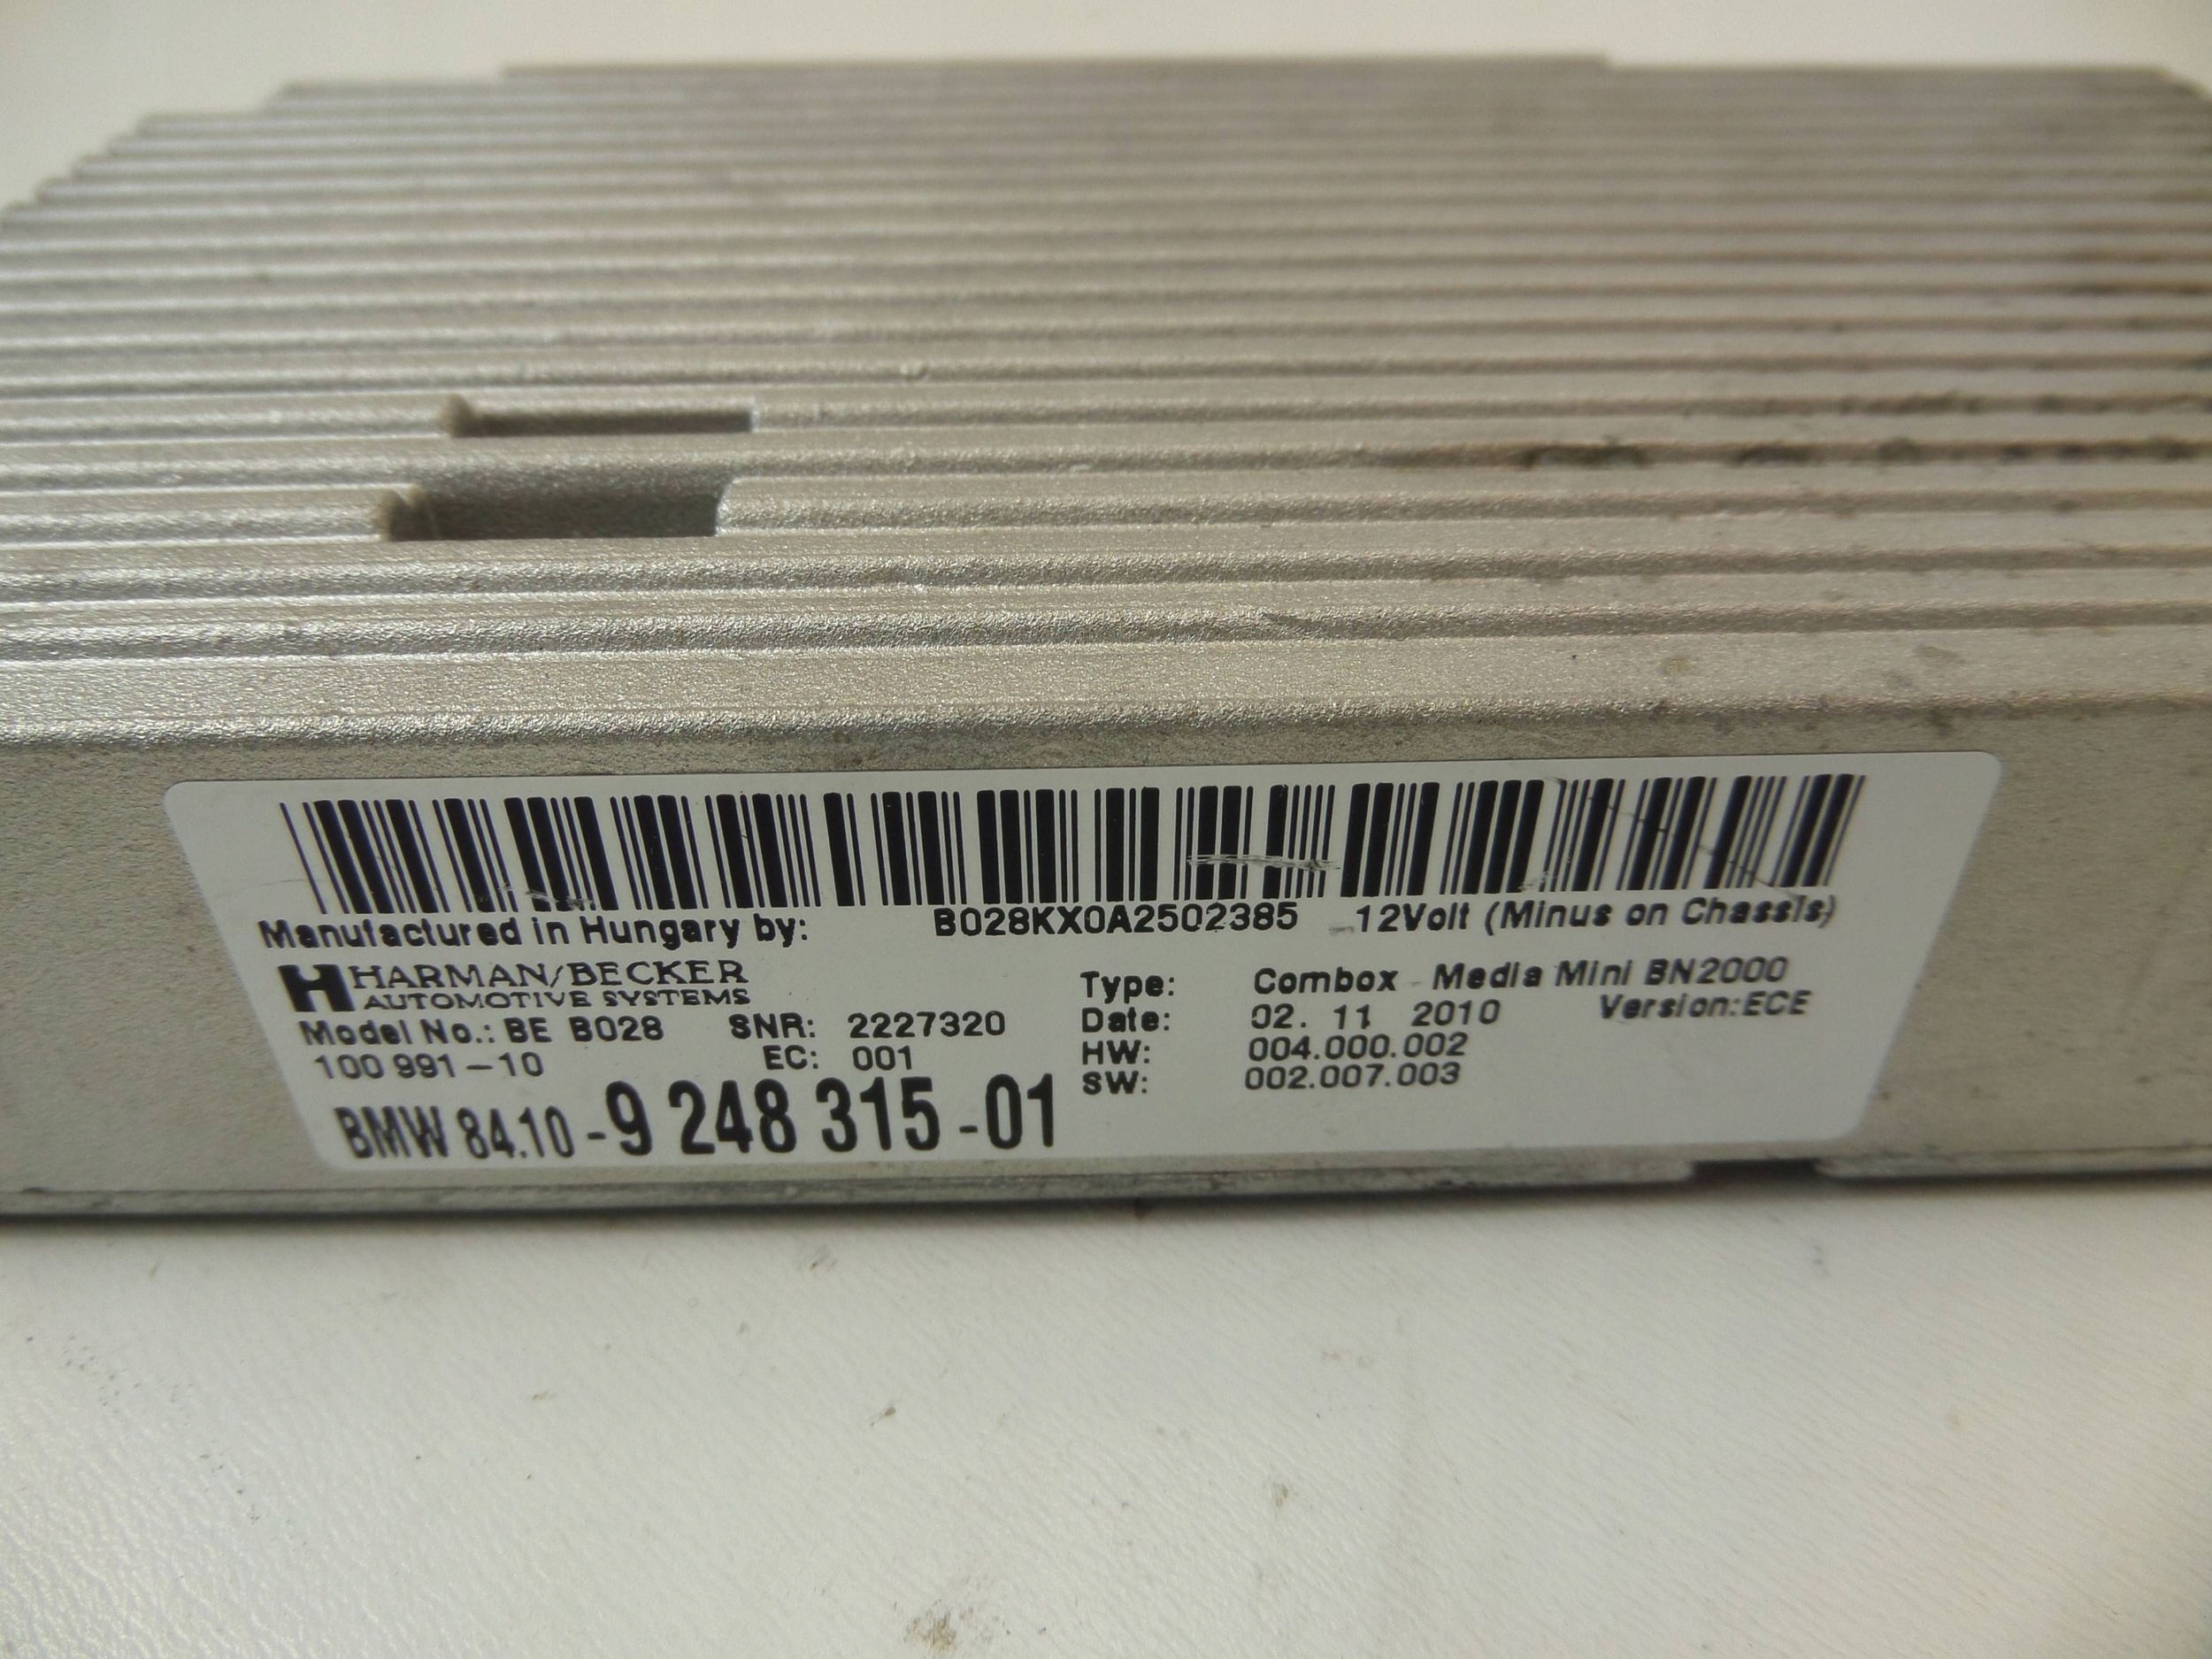 Manufactured in Hungary by: B028KX0A2502385 12Volt (Minus on Chassis)
HARMAN/BECKER
AUTOMOTIVE SYSTEMS
Type: Combox - Media Mini BN2000
Model No.: BE B028 SNR: 2227320 Date: 02. 11 2010 Version:ECE
100 991-10 EC: 001 HW: 004.000.002
SW: 002.007.003
BMW 84.10-9 248 315-01